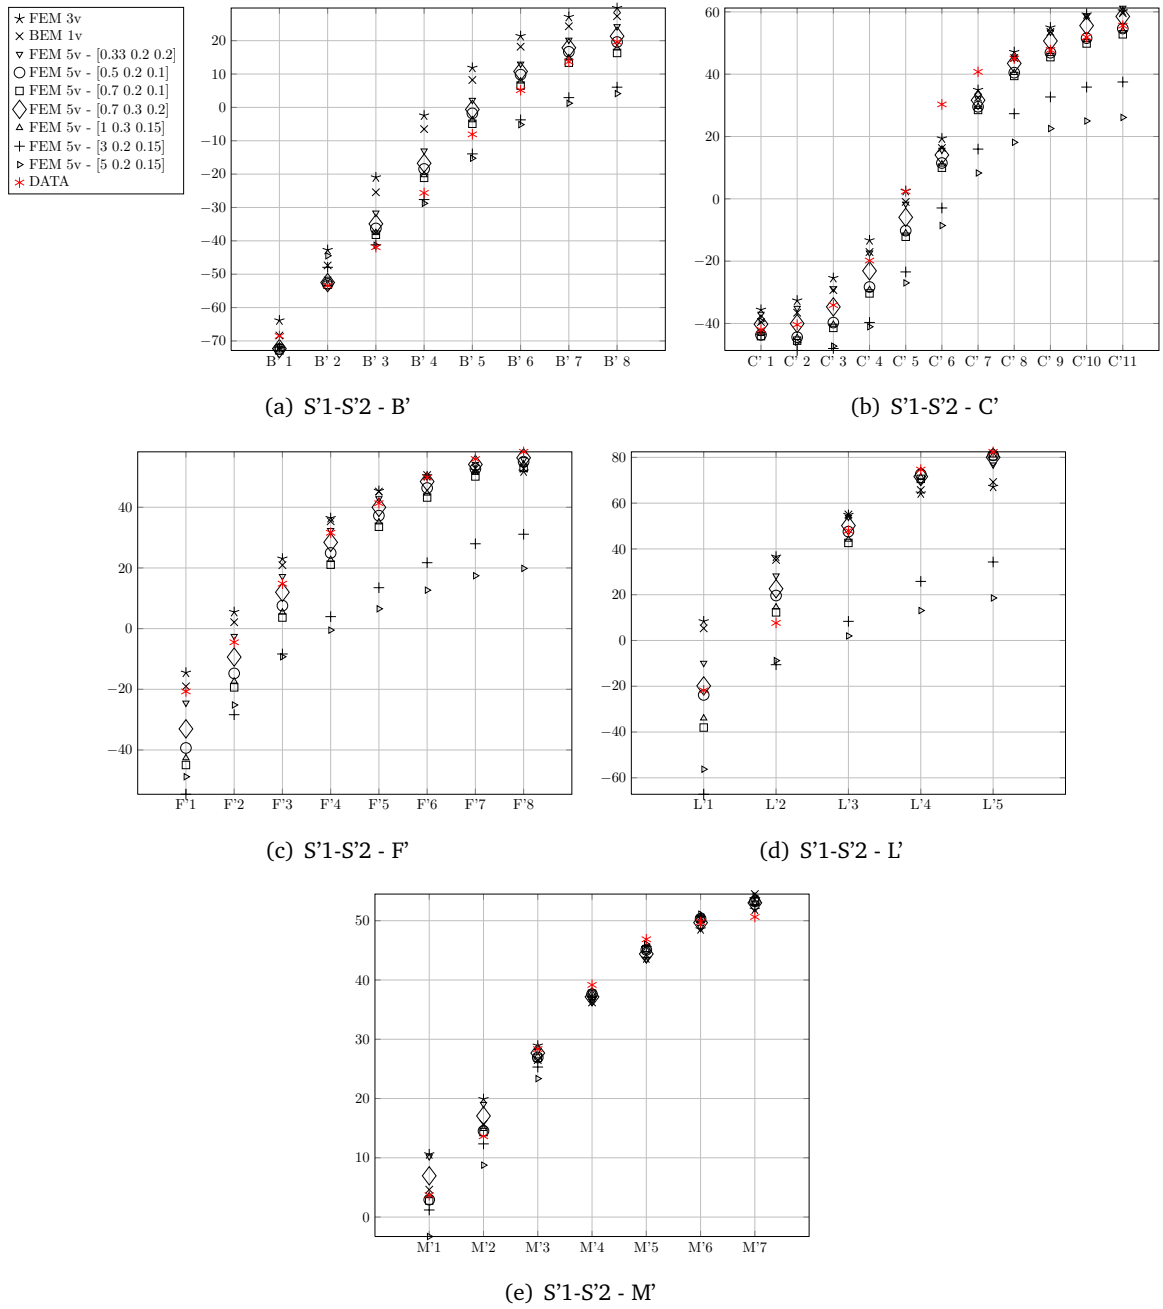 FEM 3v
BEM 1v
FEM 5v - [0.33 0.2 0.2]
FEM 5v - [0.5 0.2 0.1]
FEM 5v - [0.7 0.2 0.1]
FEM 5v - [0.7 0.3 0.2]
FEM 5v - [1 0.3 0.15]
FEM 5v - [3 0.2 0.15]
FEM 5v - [5 0.2 0.15]
DATA
20
10
0
−10
−20
−30
−40
−50
−60
−70
B' 1 B' 2 B' 3 B' 4 B' 5 B' 6 B' 7 B' 8
(a) S'1-S'2 - B'
60
40
20
0
−20
−40
C' 1 C' 2 C' 3 C' 4 C' 5 C' 6 C' 7 C' 8 C' 9 C'10 C'11
(b) S'1-S'2 - C'
40
20
0
−20
−40
F'1 F'2 F'3 F'4 F'5 F'6 F'7 F'8
(c) S'1-S'2 - F'
80
60
40
20
0
−20
−40
−60
L'1 L'2 L'3 L'4 L'5
(d) S'1-S'2 - L'
50
40
30
20
10
0
M'1 M'2 M'3 M'4 M'5 M'6 M'7
(e) S'1-S'2 - M'